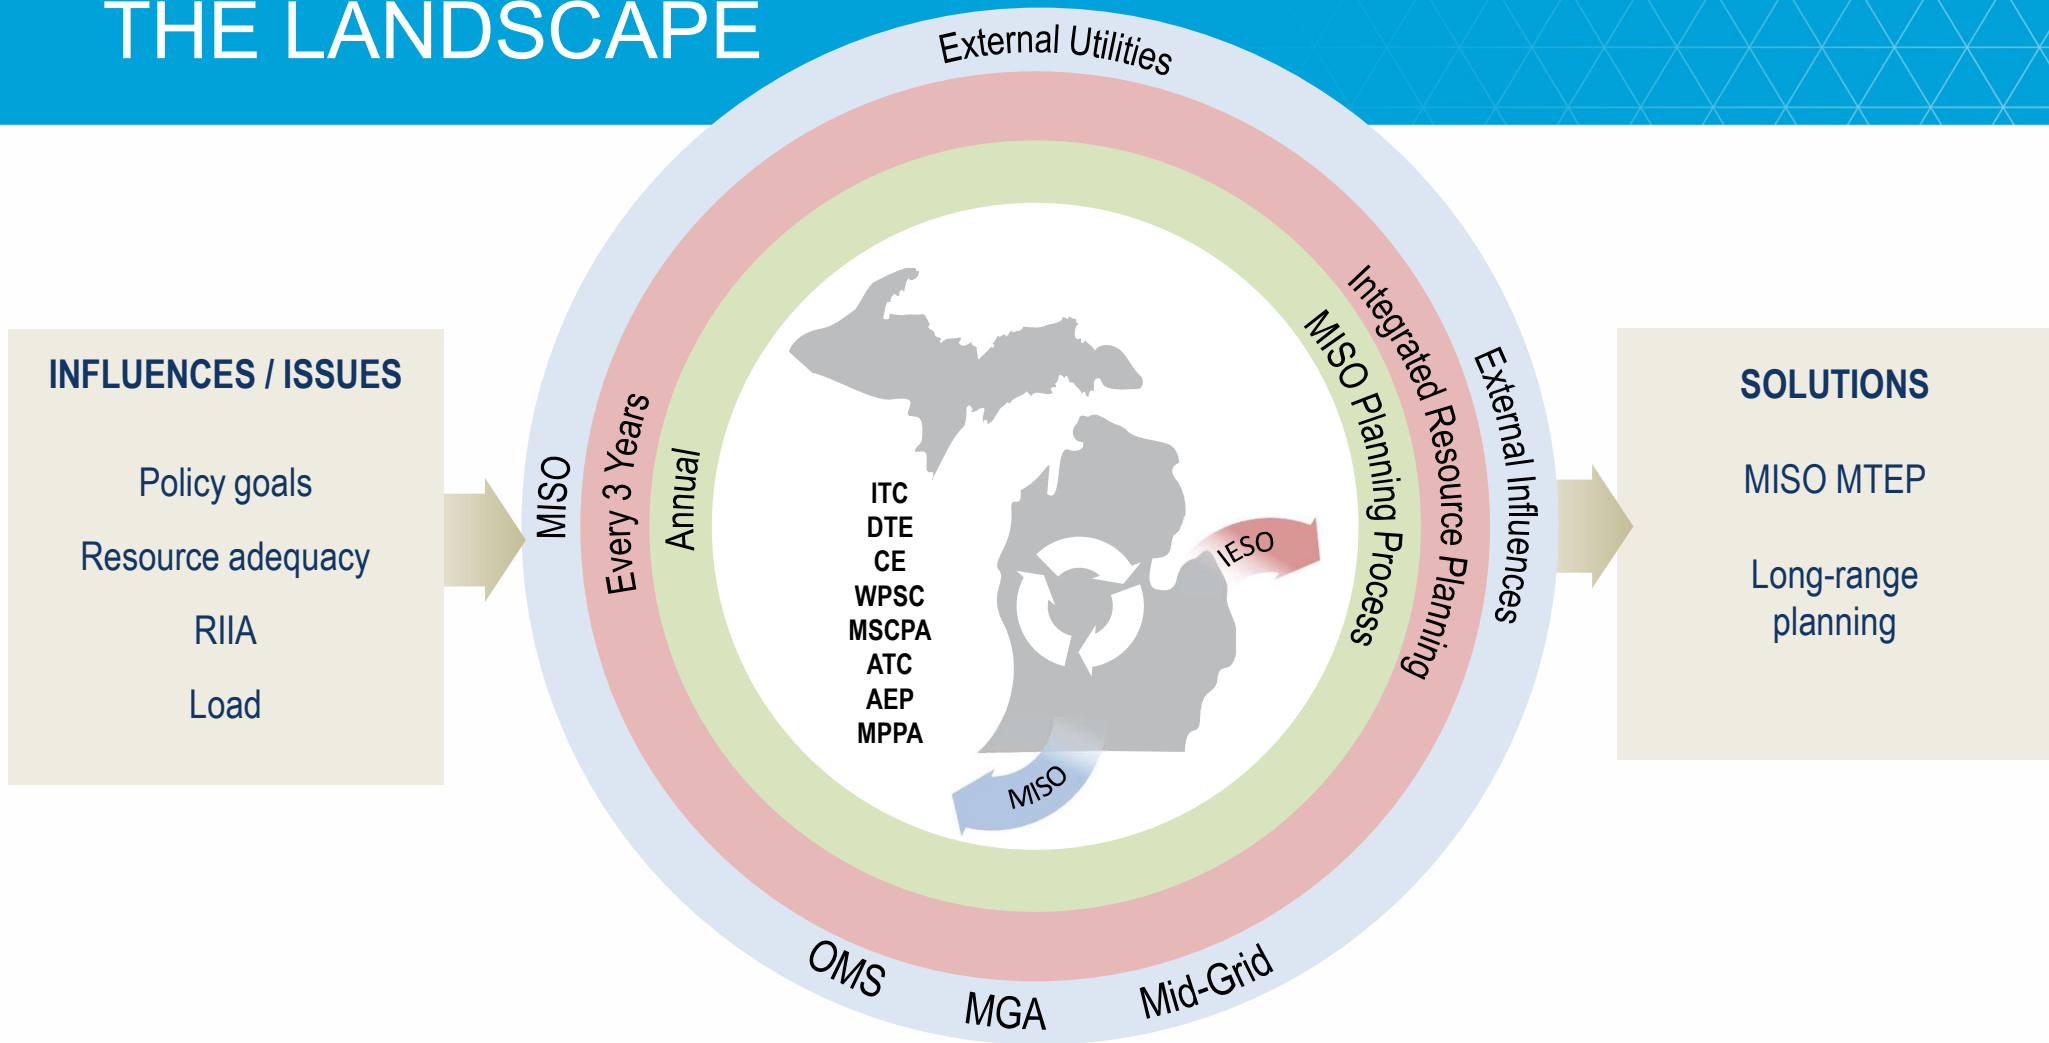 THE LANDSCAPE
External Utilities
INFLUENCES / ISSUES
Policy goals
Resource adequacy
RIIA
Load
MISO
Every 3 Years
Annual
ITC
DTE
CE
WPSC
MSCPA
ATC
AEP
MPPA
IESO
MISO
MISO Planning Process
Integrated Resource Planning
External Influences
OMS
MGA
Mid-Grid
SOLUTIONS
MISO MTEP
Long-range
planning